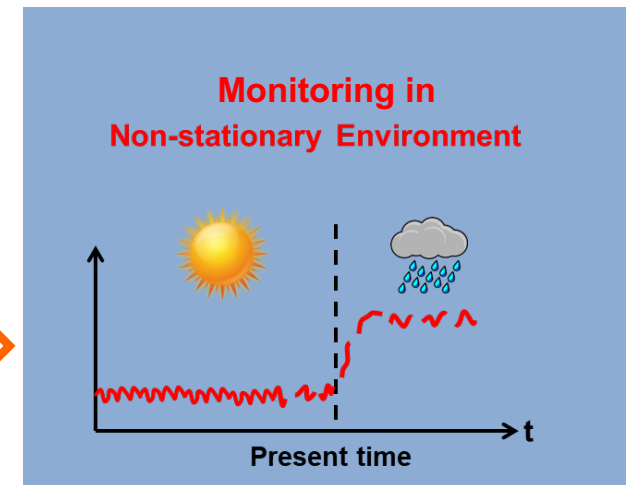 Monitoring in
Non-stationary Environment
t
Present time